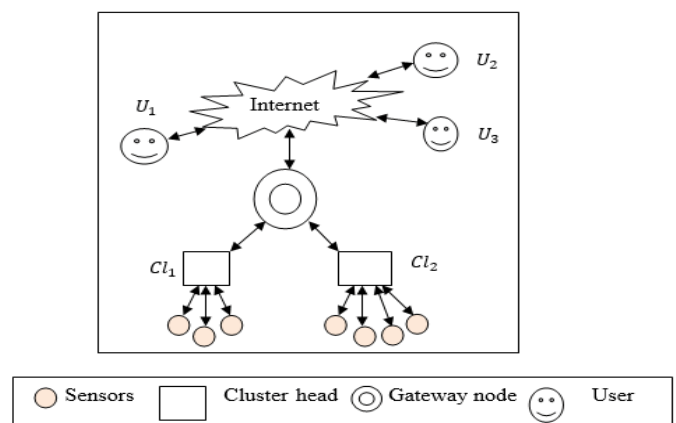 U₂
Internet
U₁
U₃
Cl₁
Cl₂
Sensors Cluster head Gateway node User